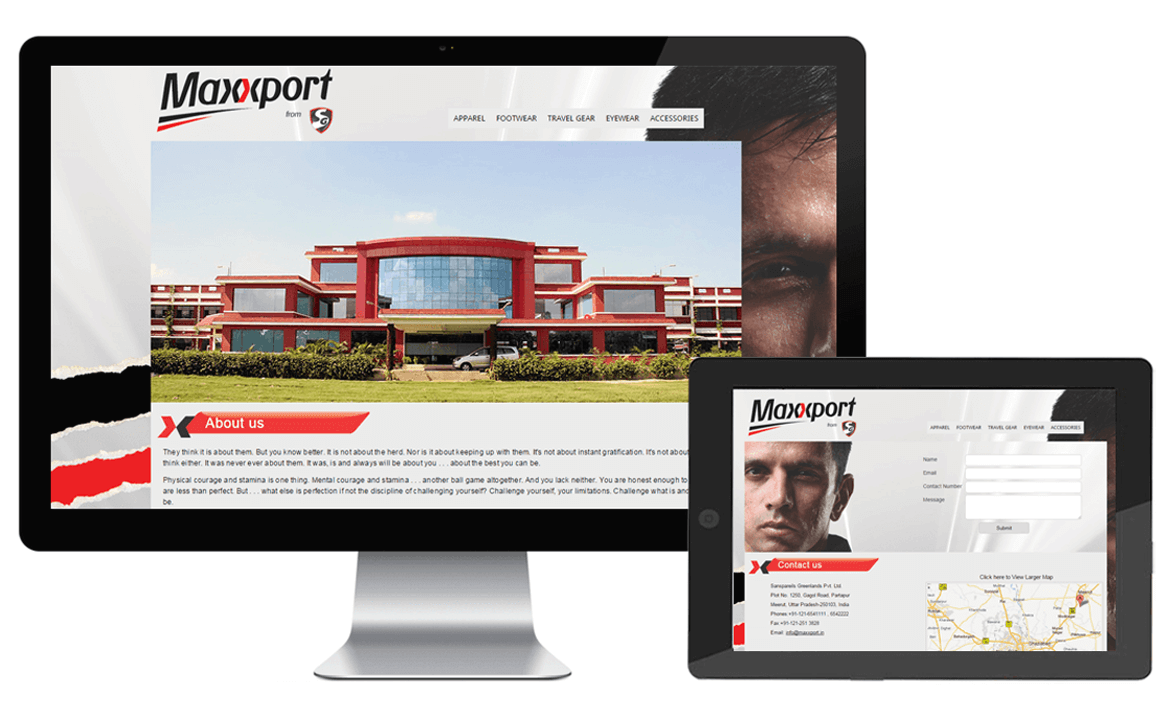 Maxxport
from SG
APPAREL FOOTWEAR TRAVEL GEAR EYEWEAR ACCESSORIES
About us
They think it is about them. But you know better. It is not about the herd. Nor is it about keeping up with them. It's not about instant gratification. It's not abou
think either. It was never ever about them. It was, is and always will be about you . . . about the best you can be.
Physical courage and stamina is one thing. Mental courage and stamina . . . another ball game altogether. And you lack neither. You are honest enough to
are less than perfect. But . . . what else is perfection if not the discipline of challenging yourself? Challenge yourself, your limitations. Challenge what is and
be.
Maxxport
from SG
APPAREL FOOTWEAR TRAVEL GEAR EYEWEAR ACCESSORIES
Name
Email
Contact Number
Message
Submit
Contact us
Click here to View Larger Map
Sanspareils Greenlands Pvt. Ltd.
Plot No. 1250, Gagol Road, Partapur
Meerut, Uttar Pradesh-250103, India
Phones +91-121-6541111 , 6542222
Fax +91-121-251 3828
Email: info@maxxport.in